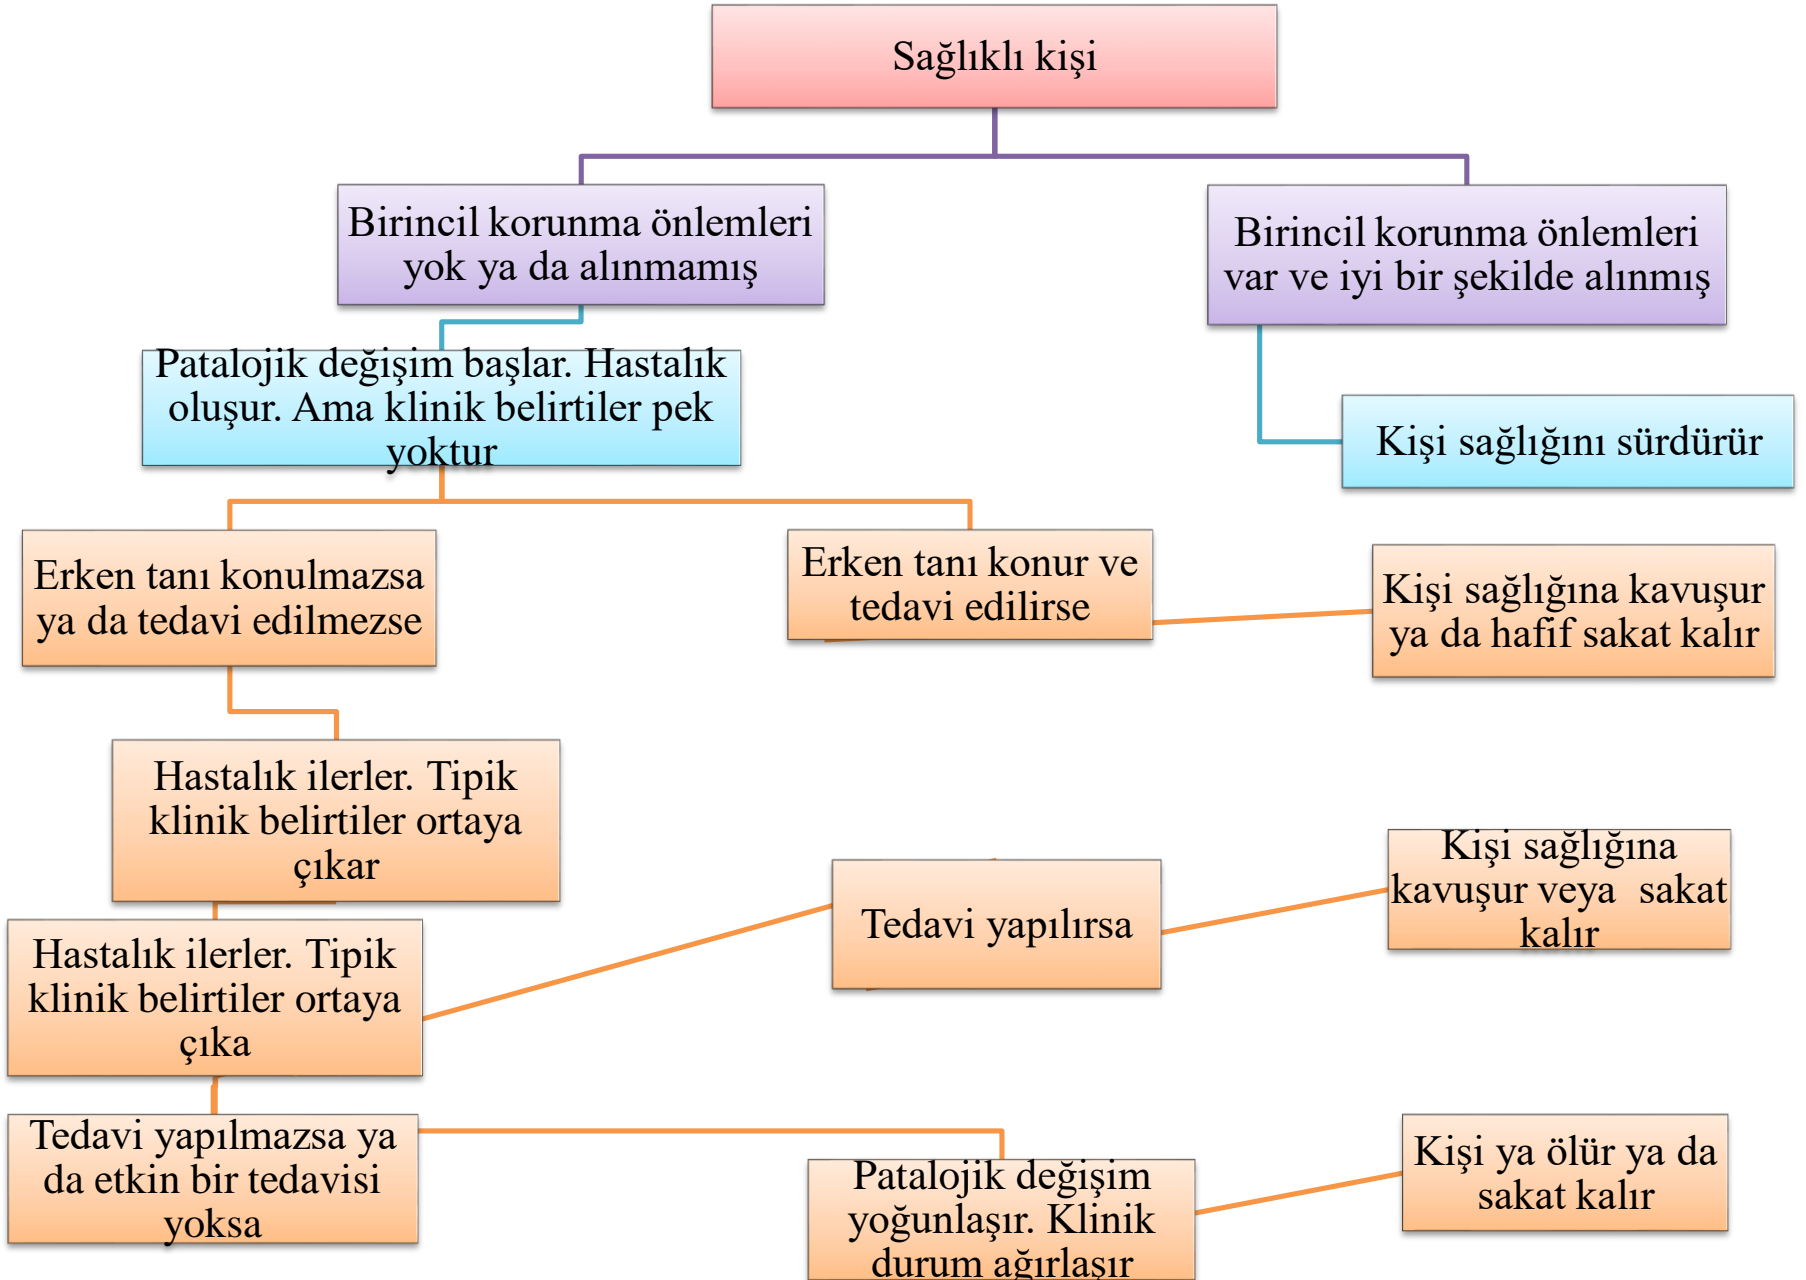 Sağlıklı kişi
Birincil korunma önlemleri
yok ya da alınmamış
Birincil korunma önlemleri
var ve iyi bir şekilde alınmış
Patalojik değişim başlar. Hastalık
oluşur. Ama klinik belirtiler pek
yoktur
Kişi sağlığını sürdürür
Erken tanı konulmazsa
ya da tedavi edilmezse
Erken tanı konur ve
tedavi edilirse
Kişi sağlığına kavuşur
ya da hafif sakat kalır
Hastalık ilerler. Tipik
klinik belirtiler ortaya
çıkar
Hastalık ilerler. Tipik
klinik belirtiler ortaya
çıka
Tedavi yapılırsa
Kişi sağlığına
kavuşur veya  sakat
kalır
Tedavi yapılmazsa ya
da etkin bir tedavisi
yoksa
Patalojik değişim
yoğunlaşır. Klinik
durum ağırlaşır
Kişi ya ölür ya da
sakat kalır